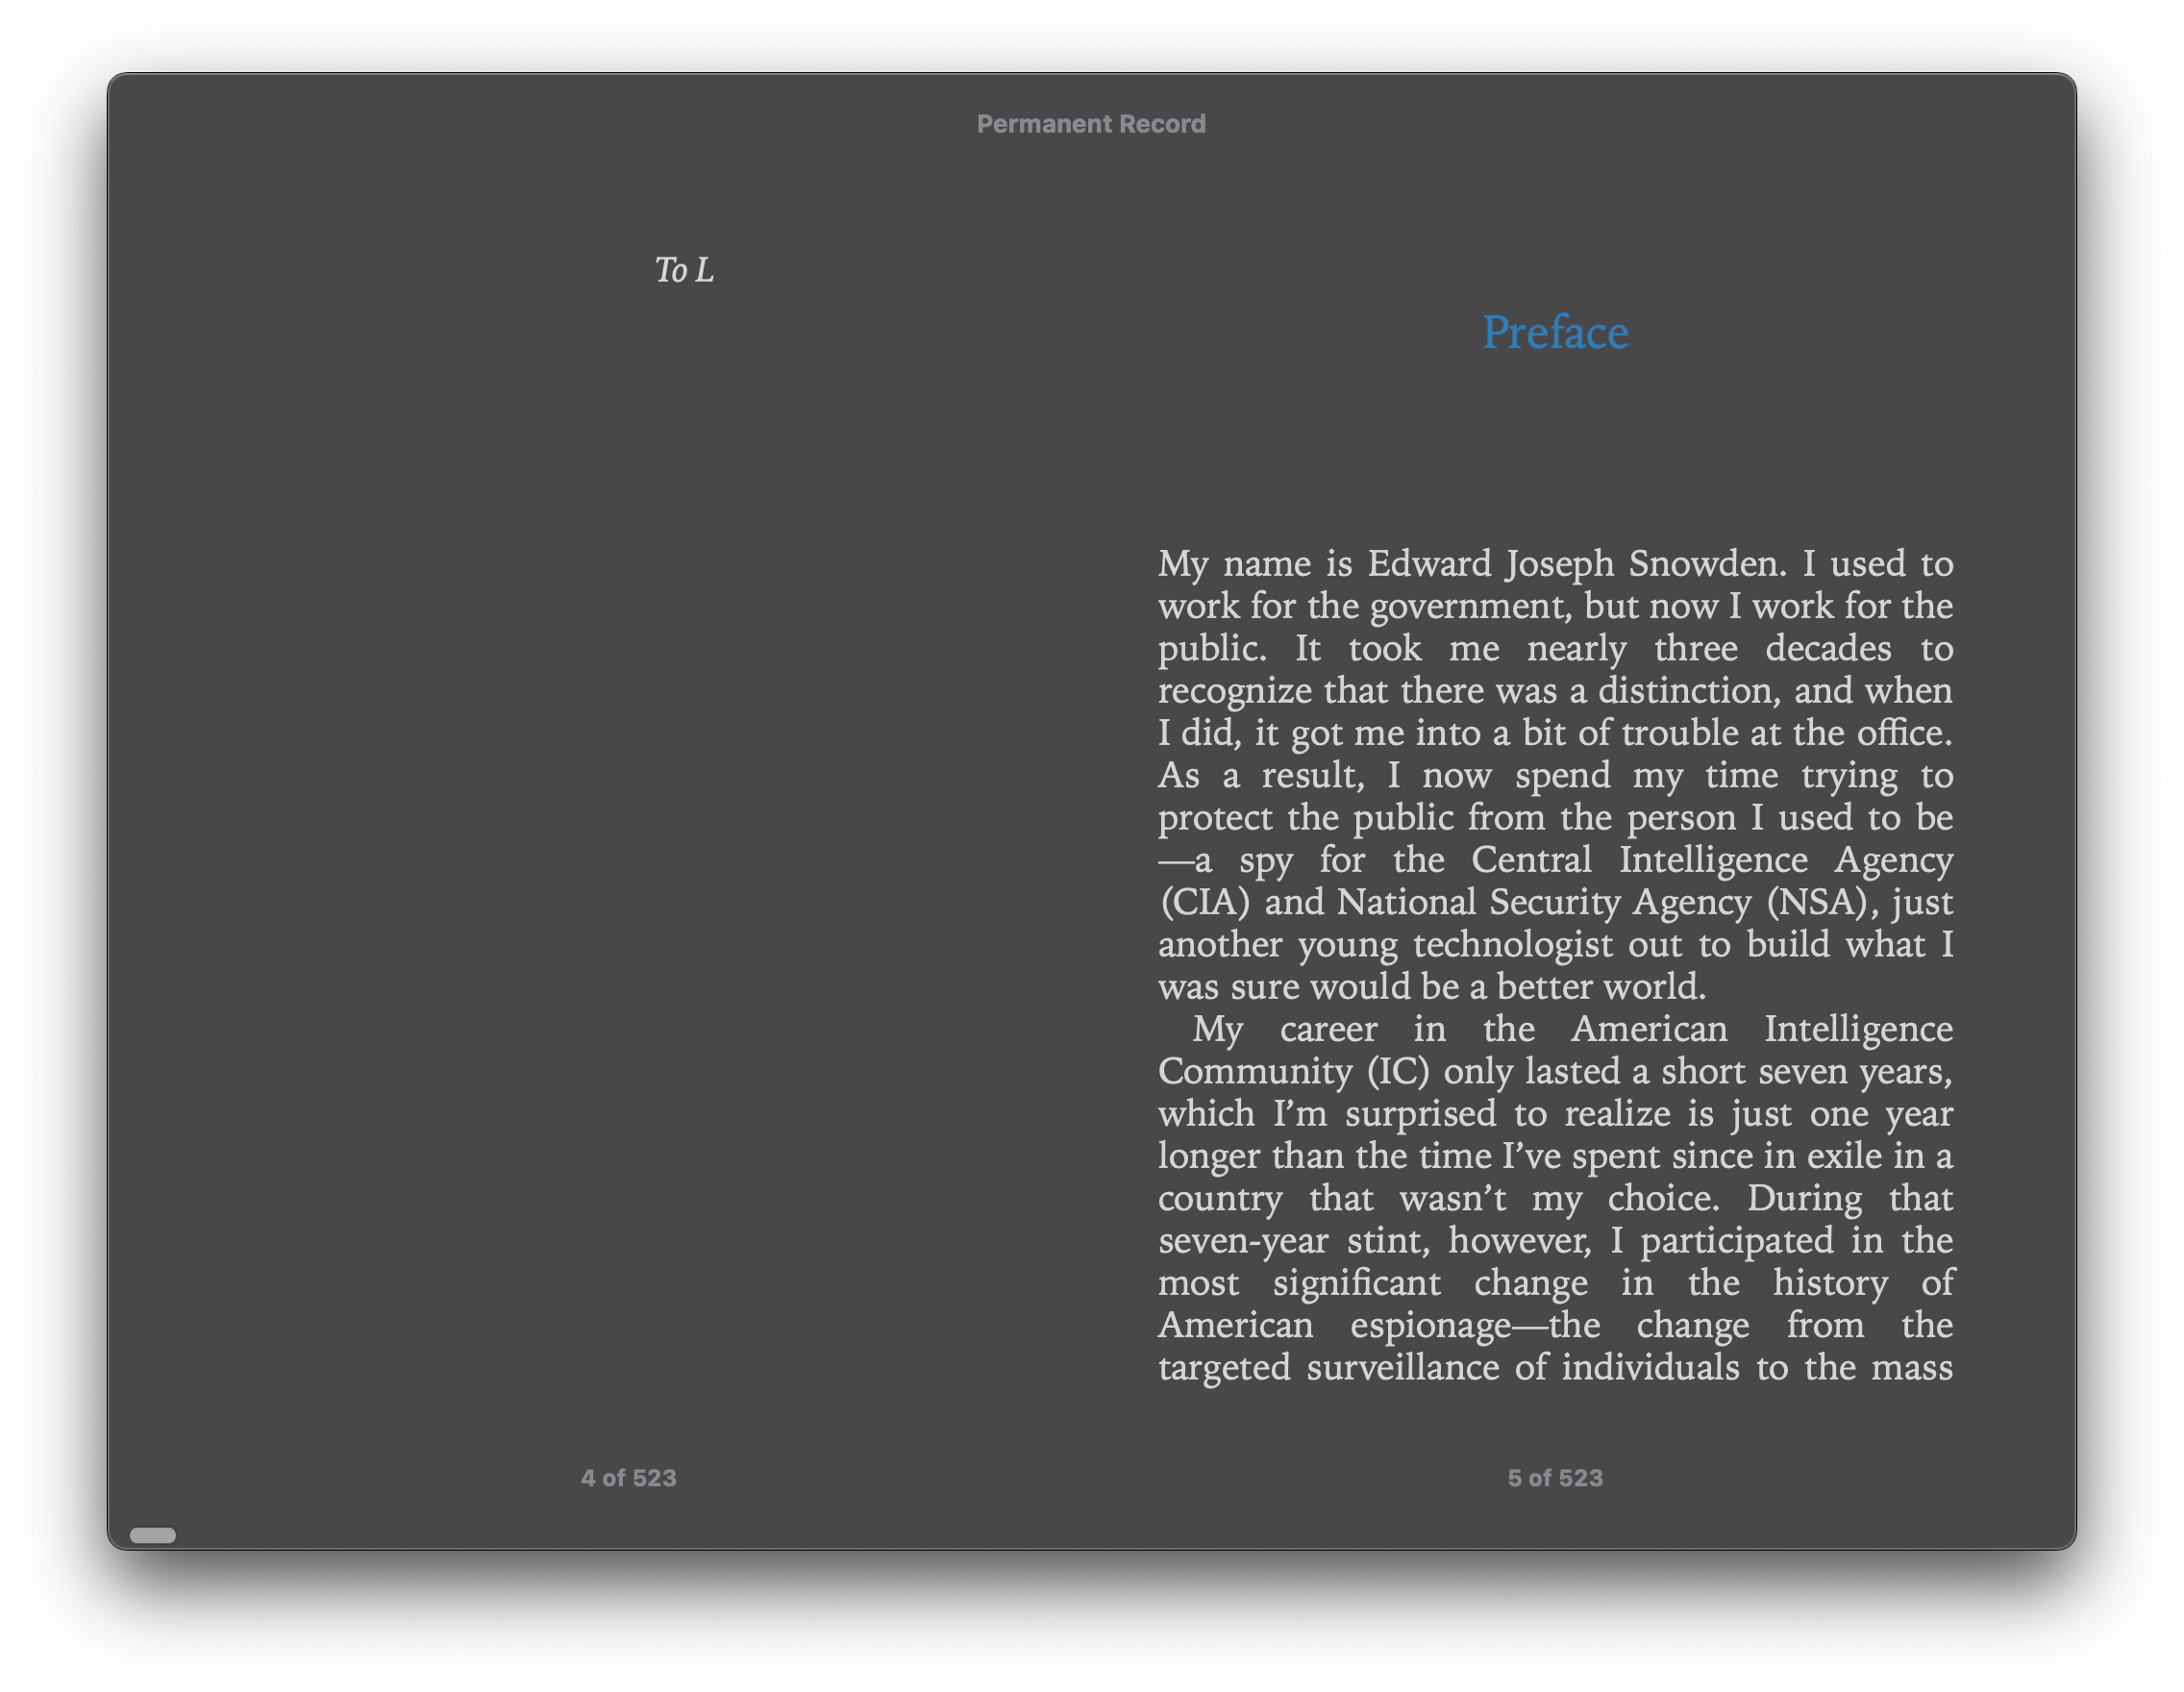 Permanent Record
To L
Preface
My name is Edward Joseph Snowden. I used to
work for the government, but now I work for the
public. It took me nearly three decades to
recognize that there was a distinction, and when
I did, it got me into a bit of trouble at the office.
As a result, I now spend my time trying to
protect the public from the person I used to be
—a spy for the Central Intelligence Agency
(CIA) and National Security Agency (NSA), just
another young technologist out to build what I
was sure would be a better world.
My career in the American Intelligence
Community (IC) only lasted a short seven years,
which I’m surprised to realize is just one year
longer than the time I’ve spent since in exile in a
country that wasn’t my choice. During that
seven-year stint, however, I participated in the
most significant change in the history of
American espionage—the change from the
targeted surveillance of individuals to the mass
4 of 523
5 of 523